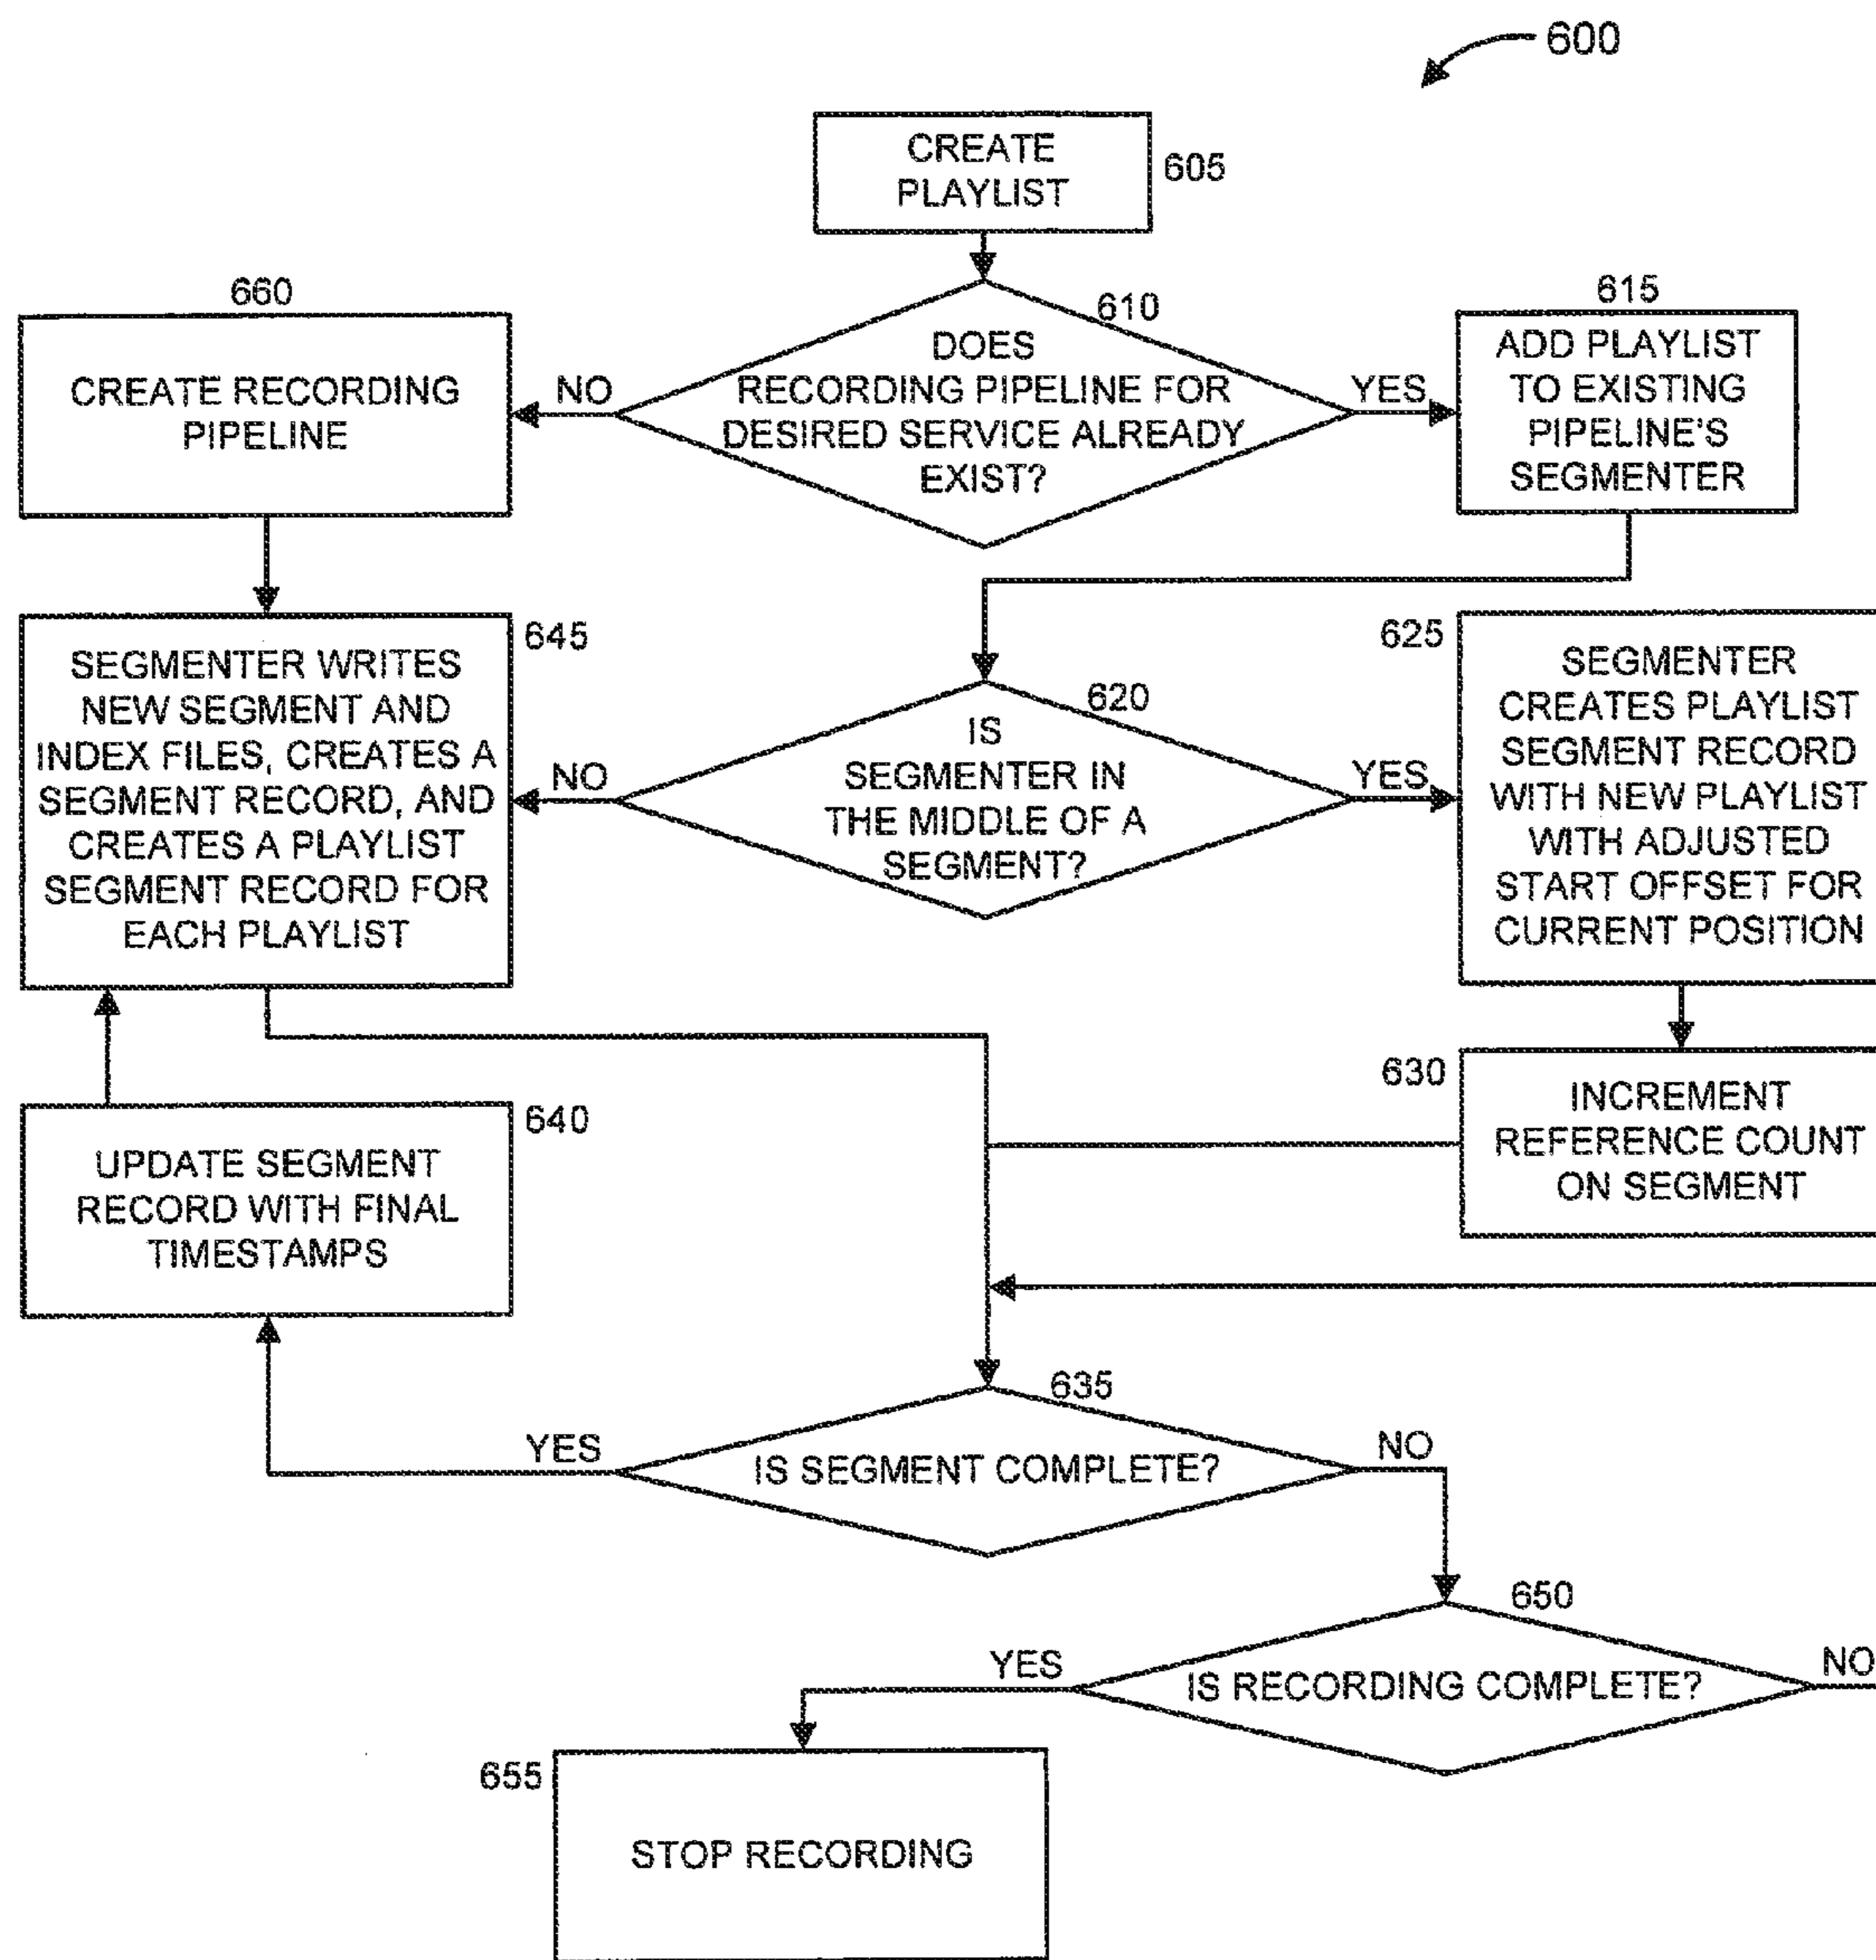 600
CREATE
PLAYLIST
605
610
DOES
RECORDING PIPELINE FOR
DESIRED SERVICE ALREADY
EXIST?
NO
YES
660
CREATE RECORDING
PIPELINE
615
ADD PLAYLIST
TO EXISTING
PIPELINE'S
SEGMENTER
645
SEGMENTER WRITES
NEW SEGMENT AND
INDEX FILES, CREATES A
SEGMENT RECORD, AND
CREATES A PLAYLIST
SEGMENT RECORD FOR
EACH PLAYLIST
620
IS
SEGMENTER IN
THE MIDDLE OF A
SEGMENT?
NO
YES
625
SEGMENTER
CREATES PLAYLIST
SEGMENT RECORD
WITH NEW PLAYLIST
WITH ADJUSTED
START OFFSET FOR
CURRENT POSITION
630
INCREMENT
REFERENCE COUNT
ON SEGMENT
640
UPDATE SEGMENT
RECORD WITH FINAL
TIMESTAMPS
635
IS SEGMENT COMPLETE?
YES
NO
650
IS RECORDING COMPLETE?
YES
NO
655
STOP RECORDING